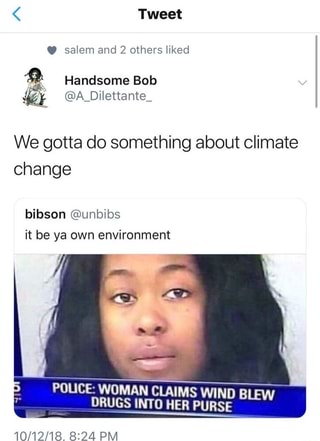 Tweet
salem and 2 others liked
Handsome Bob
@A_Dilettante_
We gotta do something about climate
change
bibson @unbibs
it be ya own environment
5
7°
POLICE: WOMAN CLAIMS WIND BLEW
DRUGS INTO HER PURSE
10/12/18, 8:24 PM